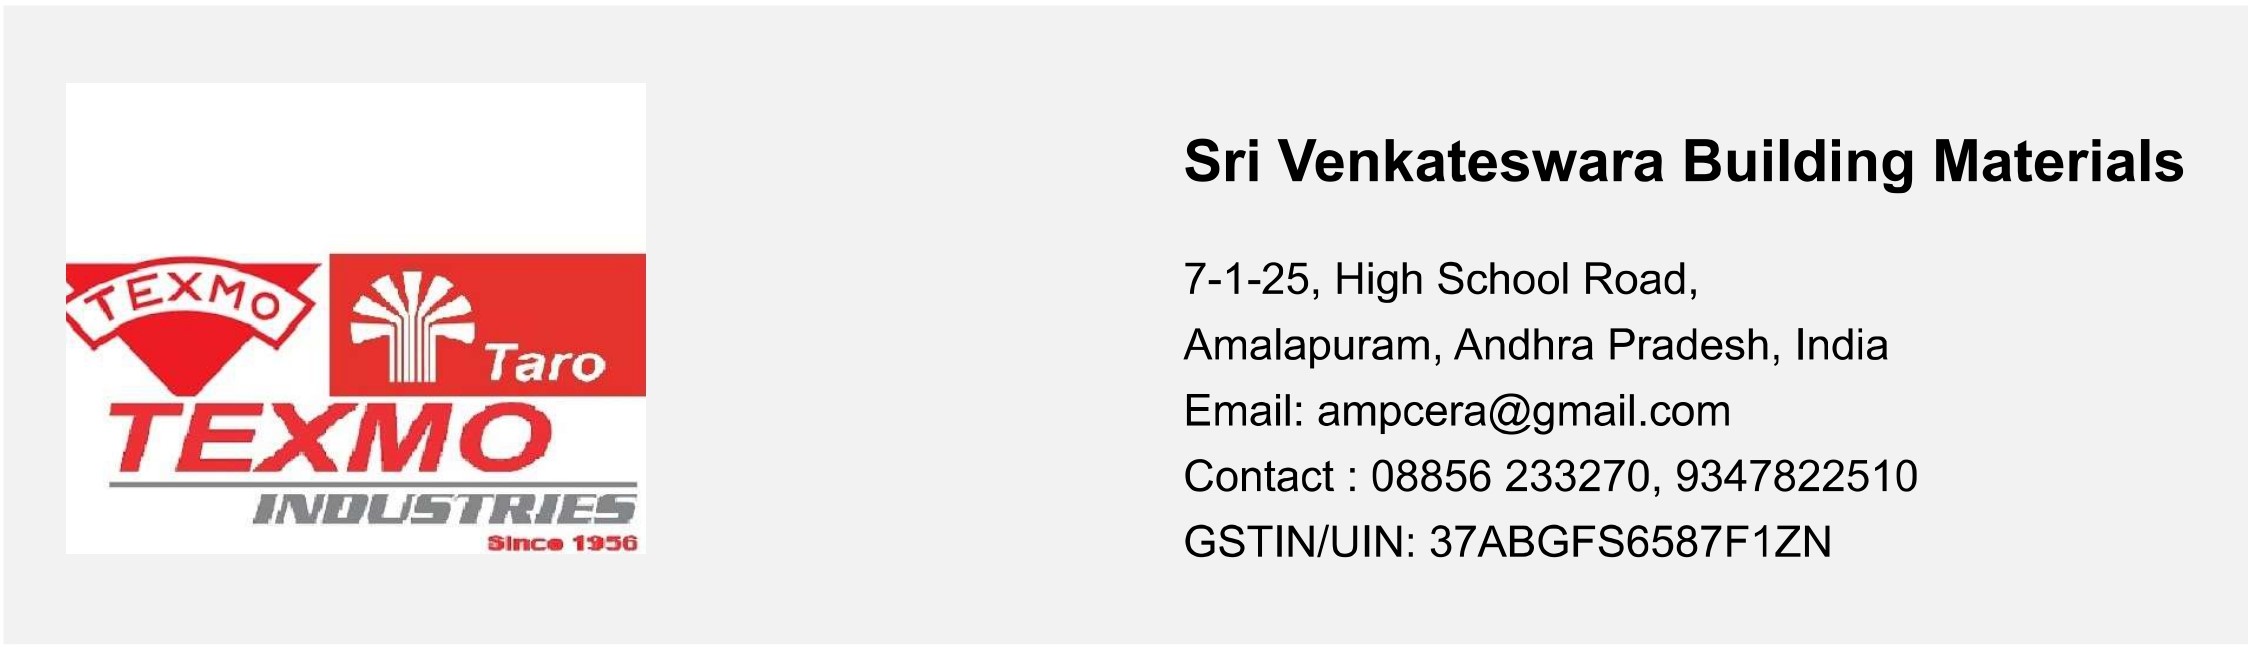 TEXMO
Taro
TEXMO
INDUSTRIES
Since 1956
Sri Venkateswara Building Materials
7-1-25, High School Road,
Amalapuram, Andhra Pradesh, India
Email: ampcera@gmail.com
Contact : 08856 233270, 9347822510
GSTIN/UIN: 37ABGFS6587F1ZN